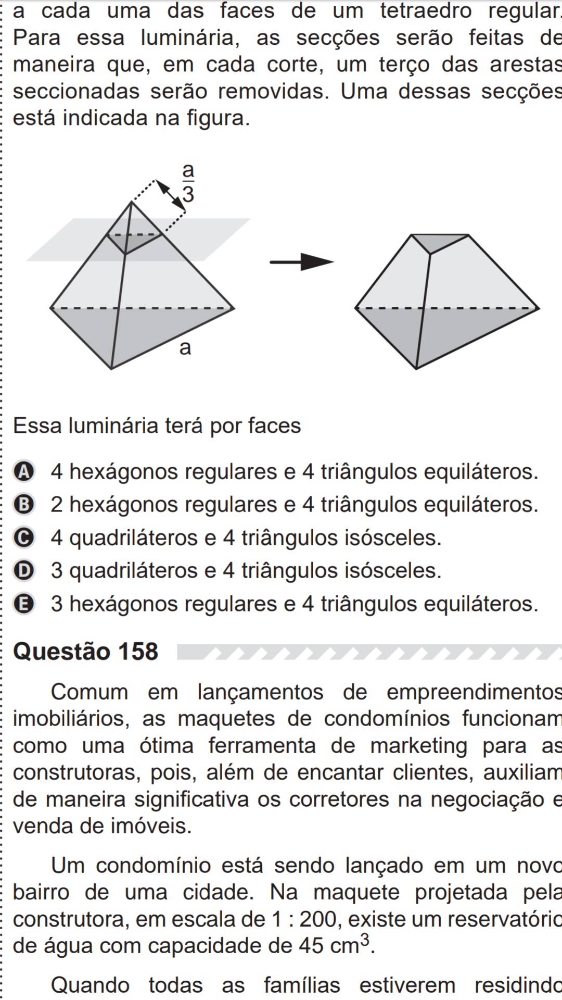 a cada uma das faces de um tetraedro regular.
Para essa luminária, as secções serão feitas de
maneira que, em cada corte, um terço das arestas
seccionadas serão removidas. Uma dessas secções
está indicada na figura.
a
3
a
Essa luminária terá por faces
A 4 hexágonos regulares e 4 triângulos equiláteros.
B 2 hexágonos regulares e 4 triângulos equiláteros.
C 4 quadriláteros e 4 triângulos isósceles.
D 3 quadriláteros e 4 triângulos isósceles.
E 3 hexágonos regulares e 4 triângulos equiláteros.
Questão 158
Comum em lançamentos de empreendimentos
imobiliários, as maquetes de condomínios funcionam
como uma ótima ferramenta de marketing para as
construtoras, pois, além de encantar clientes, auxiliam
de maneira significativa os corretores na negociação e
venda de imóveis.
Um condomínio está sendo lançado em um novo
bairro de uma cidade. Na maquete projetada pela
construtora, em escala de 1 : 200, existe um reservatório
de água com capacidade de 45 cm³.
Quando todas as famílias estiverem residindo